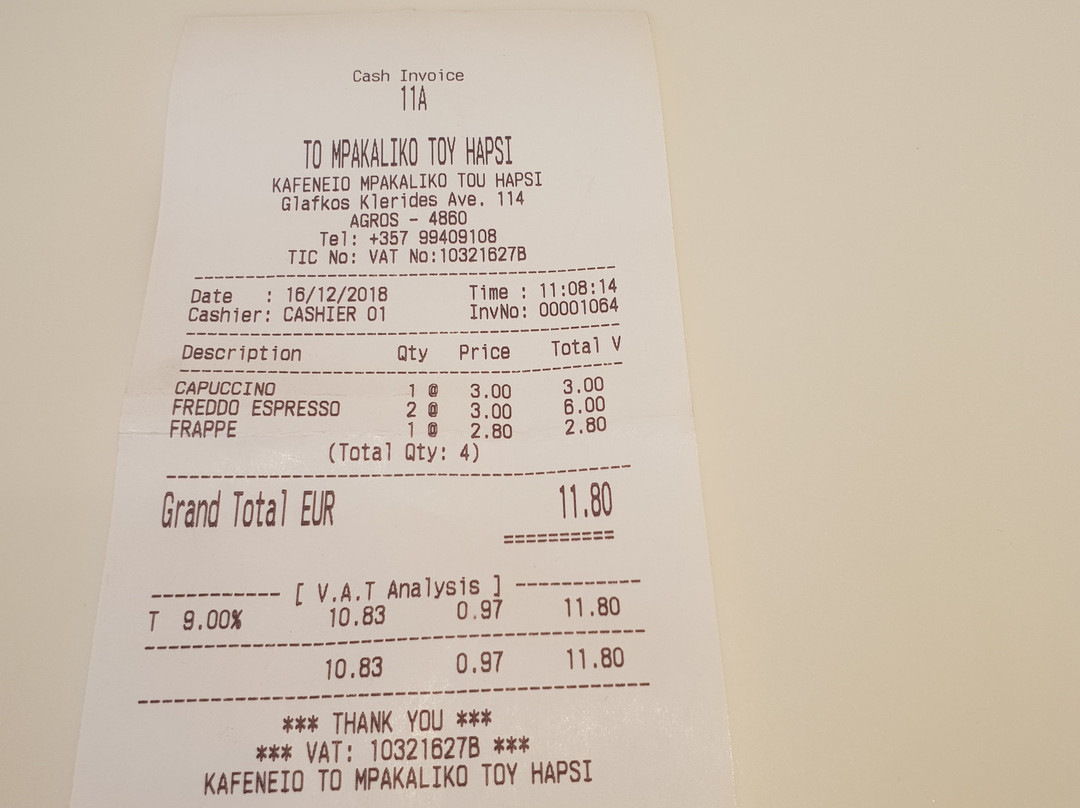 Cash Invoice
11A
TO MPAKALIKO TOY HAPSI
KAFENEIO MPAKALIKO TOU HAPSI
Glafkos Klerides Ave. 114
AGROS - 4860
Tel: +357 99409108
TIC No: VAT No:10321627B
Date : 16/12/2018 Time : 11:08:14
Cashier: CASHIER 01 InvNo: 00001064
Description Qty Price Total V
CAPUCCINO 1 @ 3.00 3.00
FREDDO ESPRESSO 2 @ 3.00 6.00
FRAPPE 1 @ 2.80 2.80
(Total Qty: 4)
Grand Total EUR 11.80
==========
----------- [ V.A.T Analysis ] -----------
T 9.00% 10.83 0.97 11.80
10.83 0.97 11.80
*** THANK YOU ***
*** VAT: 10321627B ***
KAFENEIO TO MPAKALIKO TOY HAPSI